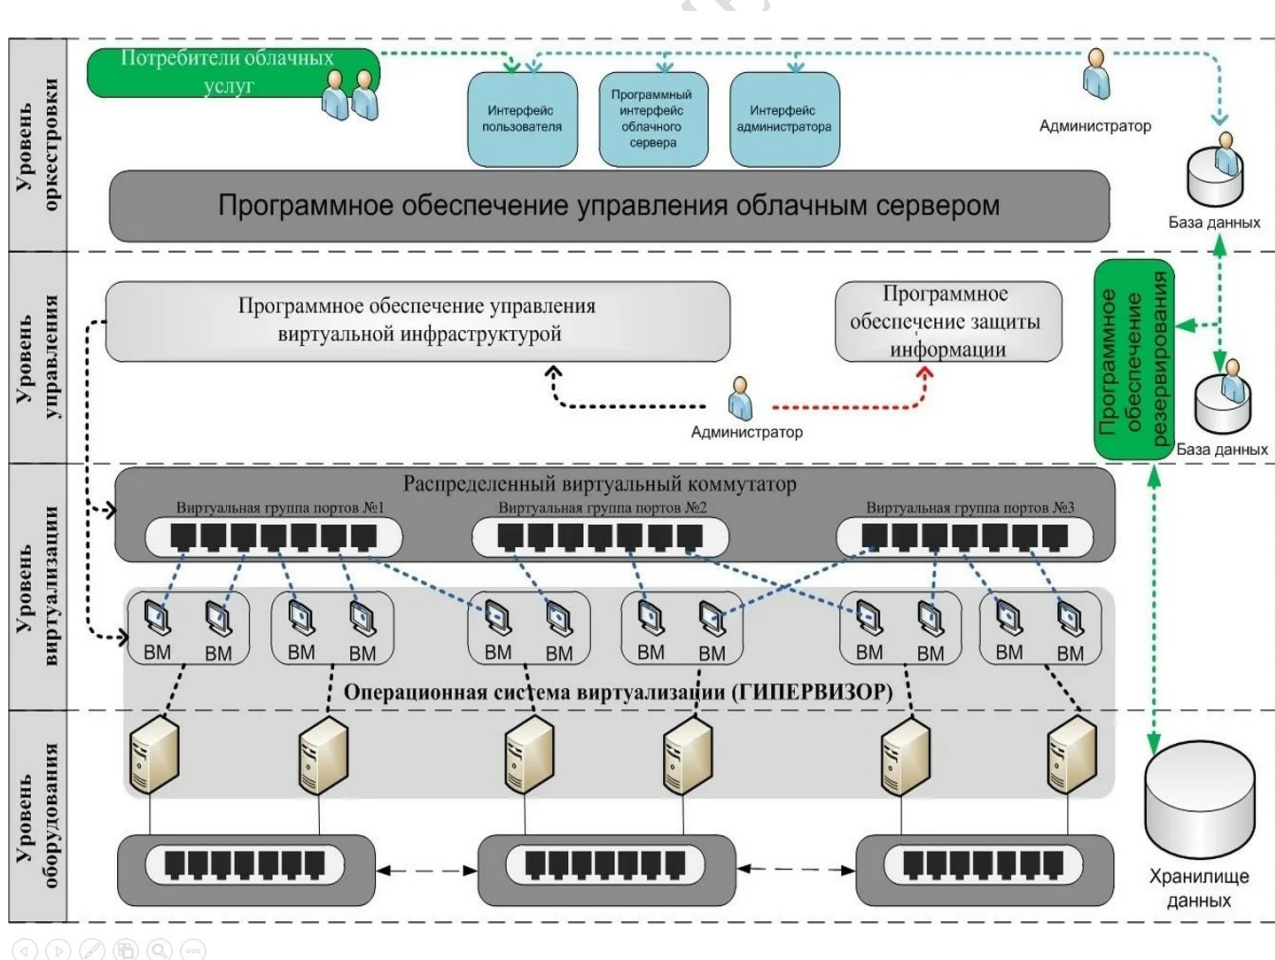 Уровень
оркестровки
Потребители облачных
услуг
Интерфейс
пользователя
Программный
интерфейс
облачного
сервера
Интерфейс
администратора
Администратор
База данных
Программное обеспечение управления облачным сервером
Уровень
управления
Программное обеспечение управления
виртуальной инфраструктурой
Программное
обеспечение защиты
информации
Администратор
Программное
обеспечение
резервирования
База данных
Уровень
виртуализации
Распределенный виртуальный коммутатор
Виртуальная группа портов №1
Виртуальная группа портов №2
Виртуальная группа портов №3
ВМ ВМ ВМ ВМ ВМ ВМ ВМ ВМ ВМ ВМ ВМ ВМ
Операционная система виртуализации (ГИПЕРВИЗОР)
Уровень
оборудования
Хранилище
данных